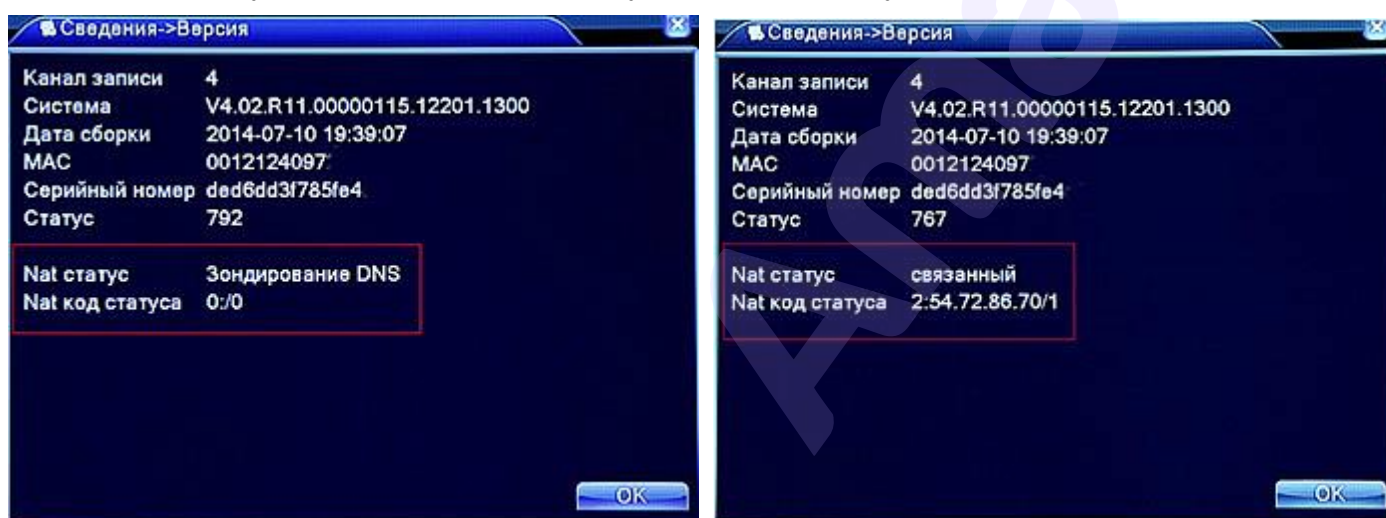 Сведения->Версия
Канал записи 4
Система V4.02.R11.00000115.12201.1300
Дата сборки 2014-07-10 19:39:07
MAC 0012124097
Серийный номер ded6dd3f785fe4
Статус 792
Nat статус Зондирование DNS
Nat код статуса 0:/0
OK
Сведения->Версия
Канал записи 4
Система V4.02.R11.00000115.12201.1300
Дата сборки 2014-07-10 19:39:07
MAC 0012124097
Серийный номер ded6dd3f785fe4
Статус 767
Nat статус связанный
Nat код статуса 2:54.72.86.70/1
OK